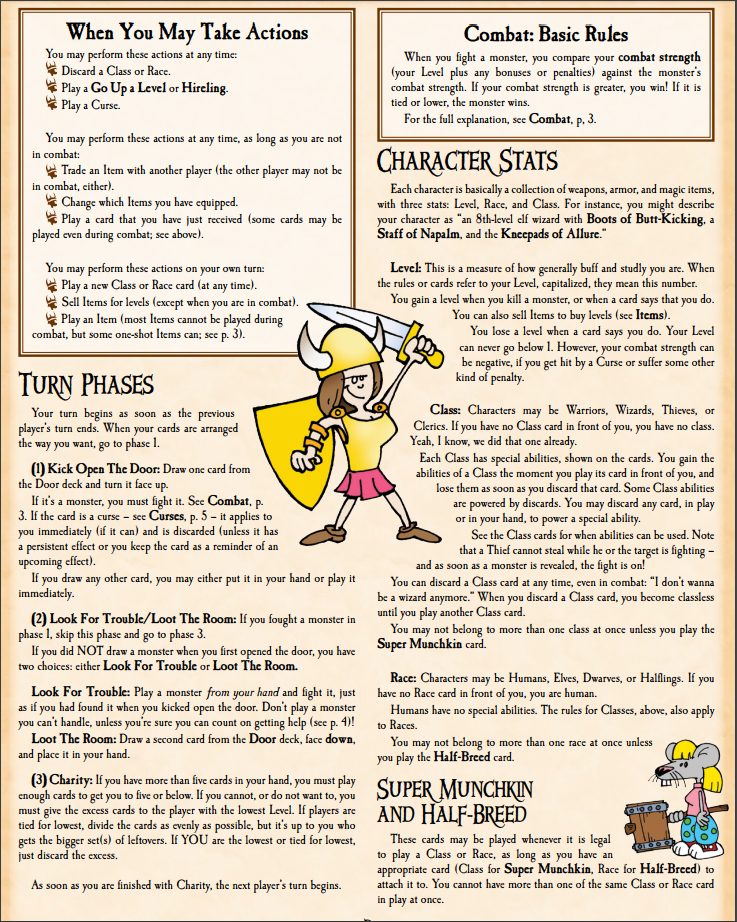 When You May Take Actions
You may perform these actions at any time:
Discard a Class or Race.
Play a Go Up a Level or Hireling.
Play a Curse.
You may perform these actions at any time, as long as you are not
in combat:
Trade an Item with another player (the other player may not be
in combat, either).
Change which Items you have equipped.
Play a card that you have just received (some cards may be
played even during combat; see above).
You may perform these actions on your own turn:
Play a new Class or Race card (at any time).
Sell Items for levels (except when you are in combat).
Play an Item (most Items cannot be played during
combat, but some one-shot Items can; see p. 3).
TURN PHASES
Your turn begins as soon as the previous
player's turn ends. When your cards are arranged
the way you want, go to phase 1.
(1) Kick Open The Door: Draw one card from
the Door deck and turn it face up.
If it's a monster, you must fight it. See Combat, p.
3. If the card is a curse – see Curses, p. 5 – it applies to
you immediately (if it can) and is discarded (unless it has
a persistent effect or you keep the card as a reminder of an
upcoming effect).
If you draw any other card, you may either put it in your hand or play it
immediately.
(2) Look For Trouble/Loot The Room: If you fought a monster in
phase 1, skip this phase and go to phase 3.
If you did NOT draw a monster when you first opened the door, you have
two choices: either Look For Trouble or Loot The Room.
Look For Trouble: Play a monster from your hand and fight it, just
as if you had found it when you kicked open the door. Don't play a monster
you can't handle, unless you're sure you can count on getting help (see p. 4)!
Loot The Room: Draw a second card from the Door deck, face down,
and place it in your hand.
(3) Charity: If you have more than five cards in your hand, you must play
enough cards to get you to five or below. If you cannot, or do not want to, you
must give the excess cards to the player with the lowest Level. If players are
tied for lowest, divide the cards as evenly as possible, but it's up to you who
gets the bigger set(s) of leftovers. If YOU are the lowest or tied for lowest,
just discard the excess.
As soon as you are finished with Charity, the next player's turn begins.
Combat: Basic Rules
When you fight a monster, you compare your combat strength
(your Level plus any bonuses or penalties) against the monster's
combat strength. If your combat strength is greater, you win! If it is
tied or lower, the monster wins.
For the full explanation, see Combat, p, 3.
CHARACTER STATS
Each character is basically a collection of weapons, armor, and magic items,
with three stats: Level, Race, and Class. For instance, you might describe
your character as "an 8th-level elf wizard with Boots of Butt-Kicking, a
Staff of Napalm, and the Kneepads of Allure."
Level: This is a measure of how generally buff and studly you are. When
the rules or cards refer to your Level, capitalized, they mean this number.
You gain a level when you kill a monster, or when a card says that you do.
You can also sell Items to buy levels (see Items).
You lose a level when a card says you do. Your Level
can never go below 1. However, your combat strength can
be negative, if you get hit by a Curse or suffer some other
kind of penalty.
Class: Characters may be Warriors, Wizards, Thieves, or
Clerics. If you have no Class card in front of you, you have no class.
Yeah, I know, we did that one already.
Each Class has special abilities, shown on the cards. You gain the
abilities of a Class the moment you play its card in front of you, and
lose them as soon as you discard that card. Some Class abilities
are powered by discards. You may discard any card, in play
or in your hand, to power a special ability.
See the Class cards for when abilities can be used. Note
that a Thief cannot steal while he or the target is fighting –
and as soon as a monster is revealed, the fight is on!
You can discard a Class card at any time, even in combat: "I don't wanna
be a wizard anymore." When you discard a Class card, you become classless
until you play another Class card.
You may not belong to more than one class at once unless you play the
Super Munchkin card.
Race: Characters may be Humans, Elves, Dwarves, or Halflings. If you
have no Race card in front of you, you are human.
Humans have no special abilities. The rules for Classes, above, also apply
to Races.
You may not belong to more than one race at once unless
you play the Half-Breed card.
SUPER MUNCHKIN
AND HALF-BREED
These cards may be played whenever it is legal
to play a Class or Race, as long as you have an
appropriate card (Class for Super Munchkin, Race for Half-Breed) to
attach it to. You cannot have more than one of the same Class or Race card
in play at once.